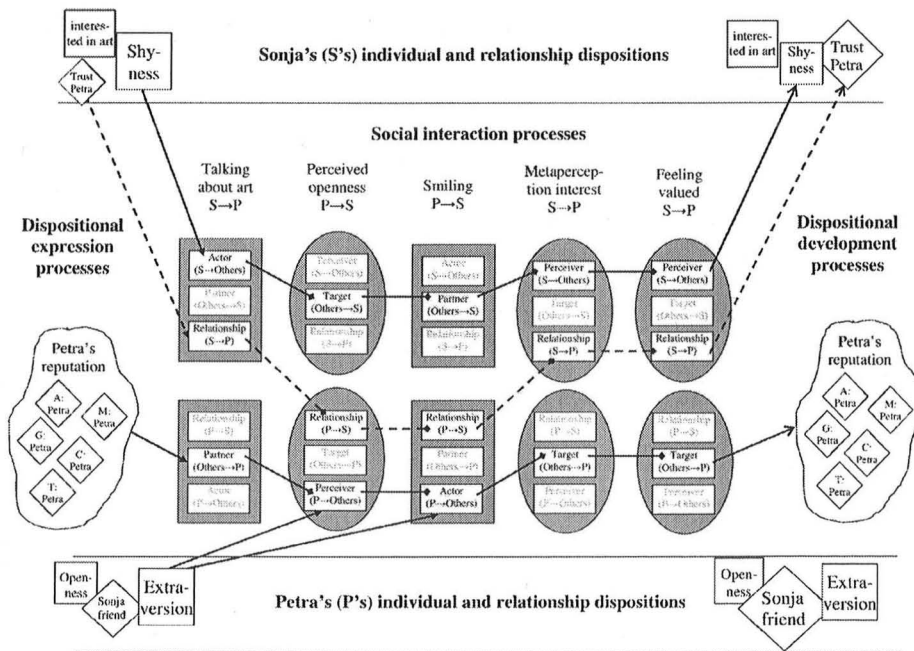 interested in art
Shy-
ness
Trust
Petra
Sonja's (S's) individual and relationship dispositions
interes-
ted in art
Shy-
ness
Trust
Petra
Social interaction processes
Talking
about art
S→P
Perceived
openness
P→S
Smiling
P→S
Metapercep-
tion interest
S→P
Feeling
valued
S→P
Dispositional
expression
processes
Dispositional
development
processes
Actor
(S→Others)
Partner
(Others→S)
Relationship
(S→P)
Perceiver
(S→Others)
Target
(Others→S)
Relationship
(S→P)
Actor
(S→Others)
Partner
(Others→S)
Relationship
(S→P)
Perceiver
(S→Others)
Target
(Others→S)
Relationship
(S→P)
Perceiver
(S→Others)
Target
(Others→S)
Relationship
(S→P)
Petra's
reputation
A:
Petra
M:
Petra
G:
Petra
C:
Petra
T:
Petra
Relationship
(P→S)
Partner
(Others→P)
Actor
(P→Others)
Relationship
(P→S)
Target
(Others→P)
Perceiver
(P→Others)
Relationship
(P→S)
Partner
(Others→P)
Actor
(P→Others)
Relationship
(P→S)
Target
(Others→P)
Perceiver
(P→Others)
Relationship
(P→S)
Target
(Others→P)
Perceiver
(P→Others)
Petra's
reputation
A:
Petra
M:
Petra
G:
Petra
C:
Petra
T:
Petra
Open-
ness
Sonja
friend
Extra-
version
Petra's (P's) individual and relationship dispositions
Open-
ness
Sonja
friend
Extra-
version